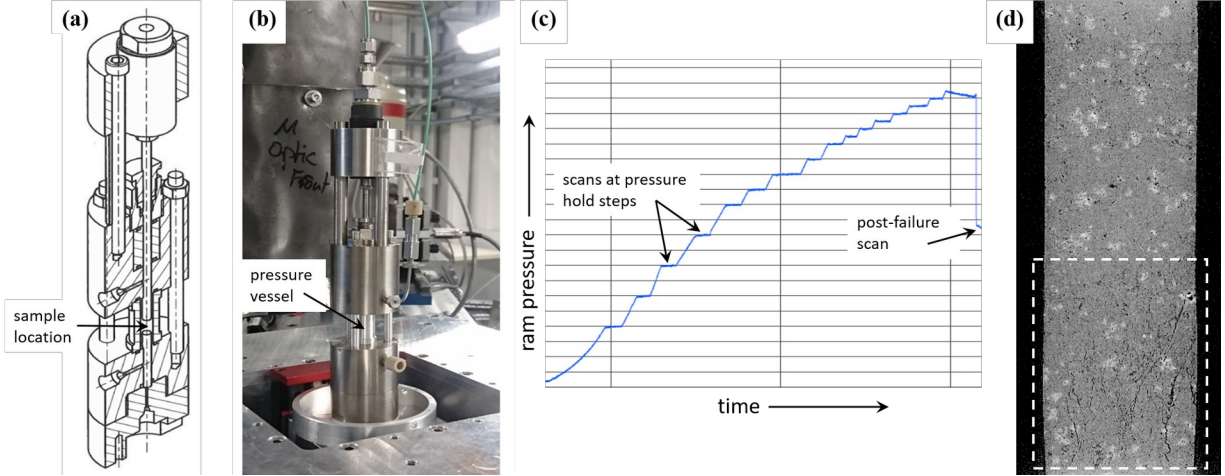 (a)
sample
location
(b)
M
Optic
Front
pressure
vessel
(c)
ram pressure
scans at pressure
hold steps
post-failure
scan
time
(d)